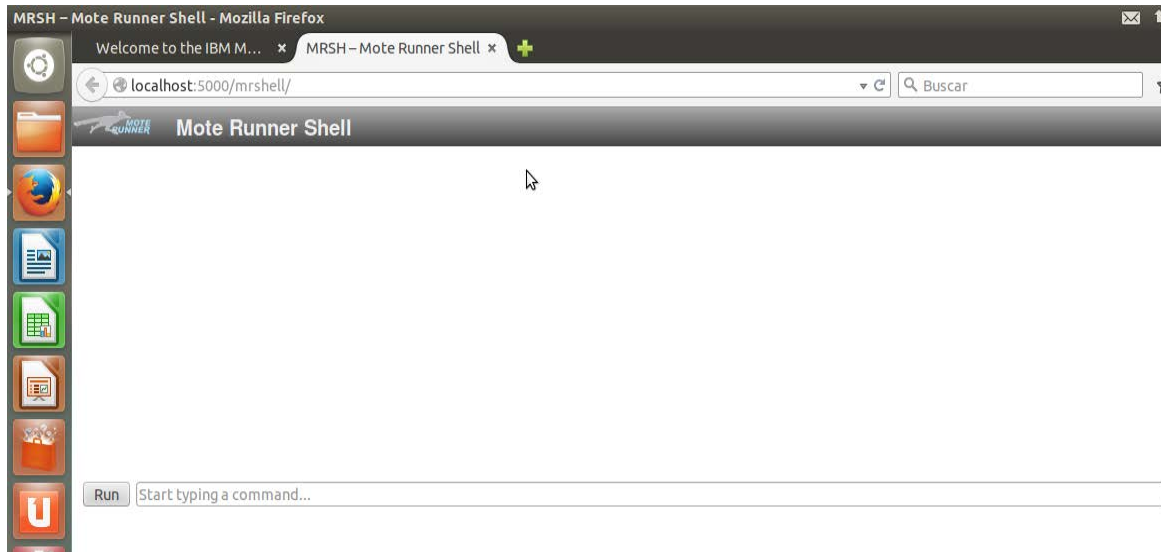 MRSH – Mote Runner Shell - Mozilla Firefox
Welcome to the IBM M... × MRSH – Mote Runner Shell ×
localhost:5000/mrshell/ Buscar
MOTE RUNNER Mote Runner Shell
Run Start typing a command...